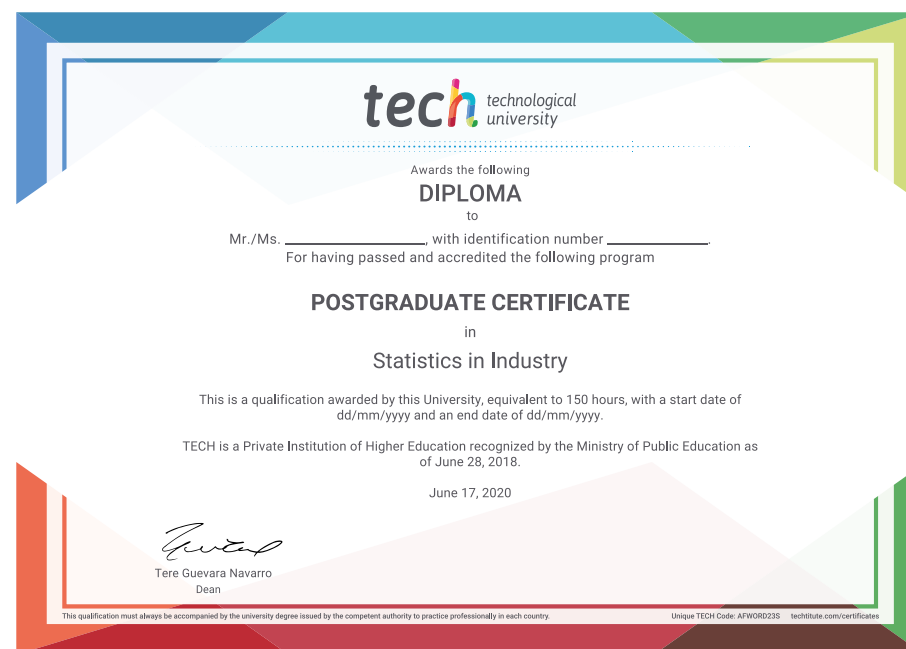 tech technological
university
Awards the following
DIPLOMA
to
Mr./Ms. ____________________, with identification number ______________.
For having passed and accredited the following program
POSTGRADUATE CERTIFICATE
in
Statistics in Industry
This is a qualification awarded by this University, equivalent to 150 hours, with a start date of
dd/mm/yyyy and an end date of dd/mm/yyyy.
TECH is a Private Institution of Higher Education recognized by the Ministry of Public Education as
of June 28, 2018.
June 17, 2020
Tere Guevara Navarro
Dean
This qualification must always be accompanied by the university degree issued by the competent authority to practice professionally in each country.
Unique TECH Code: AFWORD23S techtitute.com/certificates